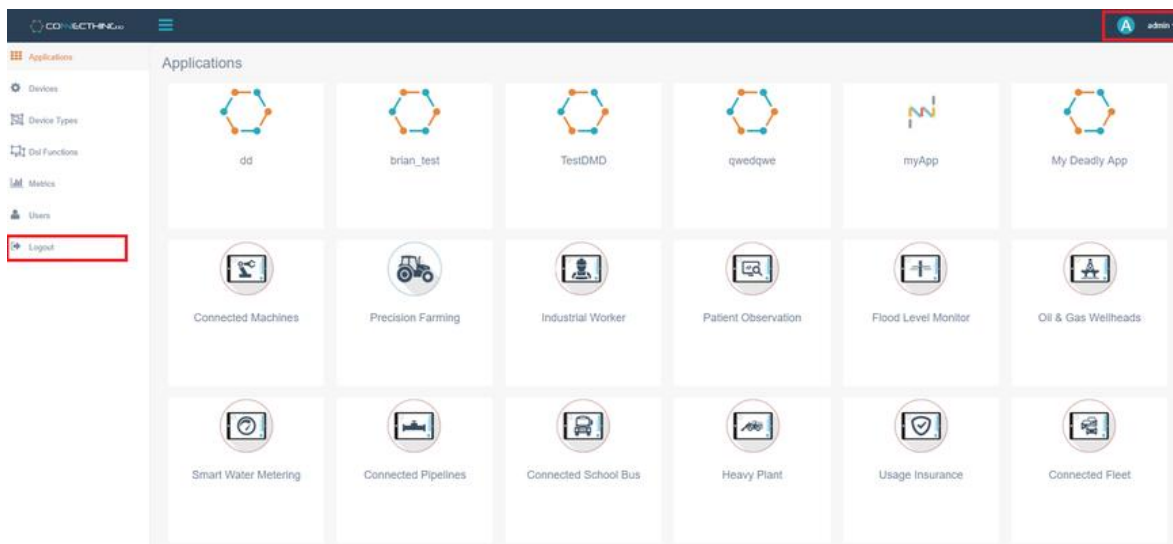 CONNECTHING.IO
A admin
Applications
Devices
Device Types
Dsl Functions
Metrics
Users
Logout
Applications
dd brian_test TestDMD qwedqwe myApp My Deadly App
Connected Machines Precision Farming Industrial Worker Patient Observation Flood Level Monitor Oil & Gas Wellheads
Smart Water Metering Connected Pipelines Connected School Bus Heavy Plant Usage Insurance Connected Fleet